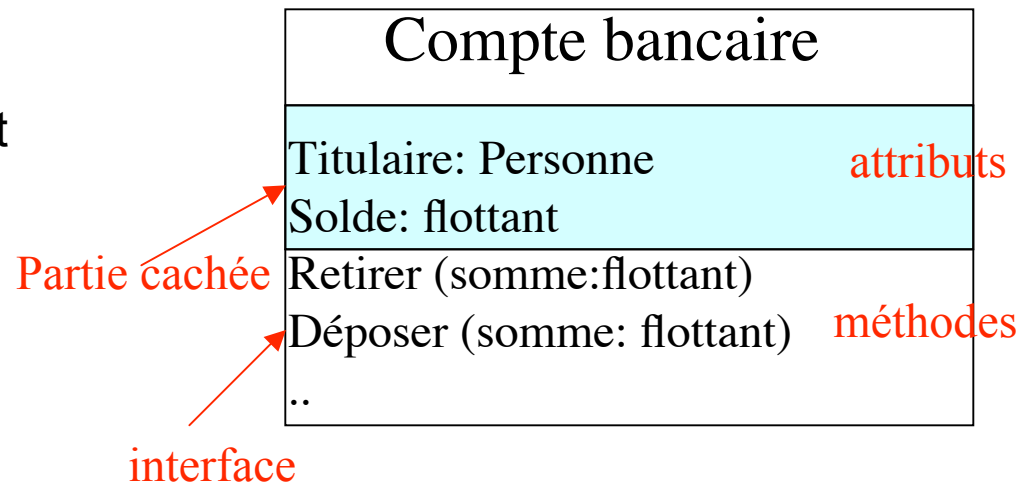 Compte bancaire
t
Titulaire: Personne
attributs
Solde: flottant
Partie cachée
Retirer (somme:flottant)
Déposer (somme: flottant)
méthodes
..
interface